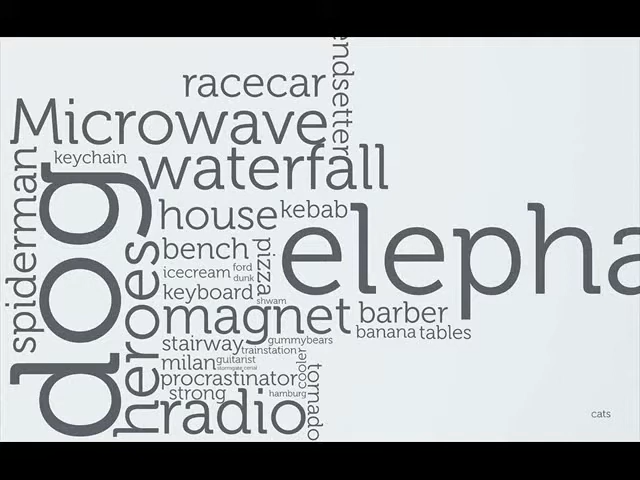 endsetter
racecar
Microwave
keychain
waterfall
spiderman
dog
house
kebab
elepha
bench
pizza
icecream
ford
dunk
heroes
keyboard
shwam
magnet
barber
banana
tables
stairway
gummybears
trainstation
cooler
milan
guitarist
procrastinator
tornado
strong
hamburg
radio
cats